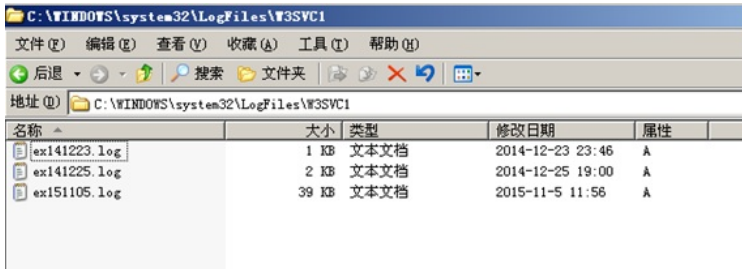 C:\WINDOWS\system32\LogFiles\W3SVC1
文件(F) 编辑(E) 查看(V) 收藏(A) 工具(T) 帮助(H)
后退 搜索 文件夹
地址(D) C:\WINDOWS\system32\LogFiles\W3SVC1
名称 大小 类型 修改日期 属性
ex141223.log 1 KB 文本文档 2014-12-23 23:46 A
ex141225.log 2 KB 文本文档 2014-12-25 19:00 A
ex151105.log 39 KB 文本文档 2015-11-5 11:56 A